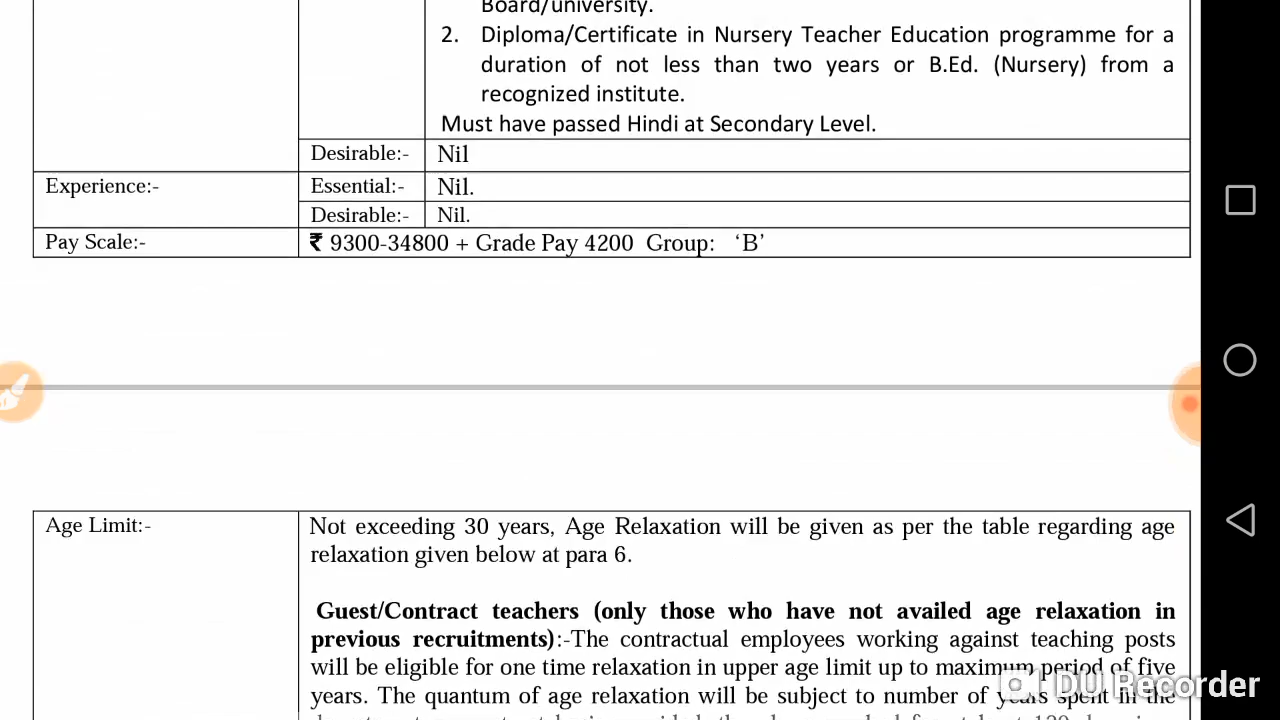 Board/university.
2. Diploma/Certificate in Nursery Teacher Education programme for a
duration of not less than two years or B.Ed. (Nursery) from a
recognized institute.
Must have passed Hindi at Secondary Level.
Desirable:- Nil
Experience:- Essential:- Nil.
Desirable:- Nil.
Pay Scale:- ₹ 9300-34800 + Grade Pay 4200 Group: ‘B’
Age Limit:- Not exceeding 30 years, Age Relaxation will be given as per the table regarding age
relaxation given below at para 6.
Guest/Contract teachers (only those who have not availed age relaxation in
previous recruitments):-The contractual employees working against teaching posts
will be eligible for one time relaxation in upper age limit up to maximum period of five
years. The quantum of age relaxation will be subject to number of years spent in the
DU Recorder